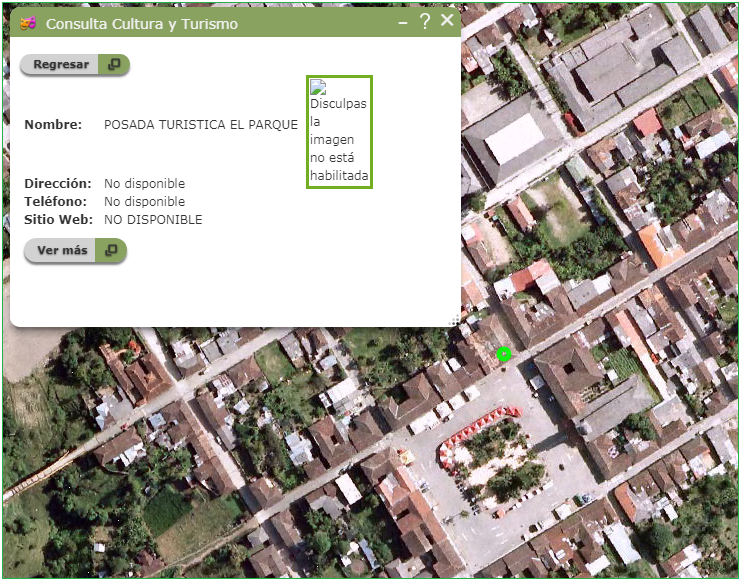 Consulta Cultura y Turismo
Regresar
Nombre: POSADA TURISTICA EL PARQUE
Disculpas
la
imagen
no está
habilitada
Dirección: No disponible
Teléfono: No disponible
Sitio Web: NO DISPONIBLE
Ver más